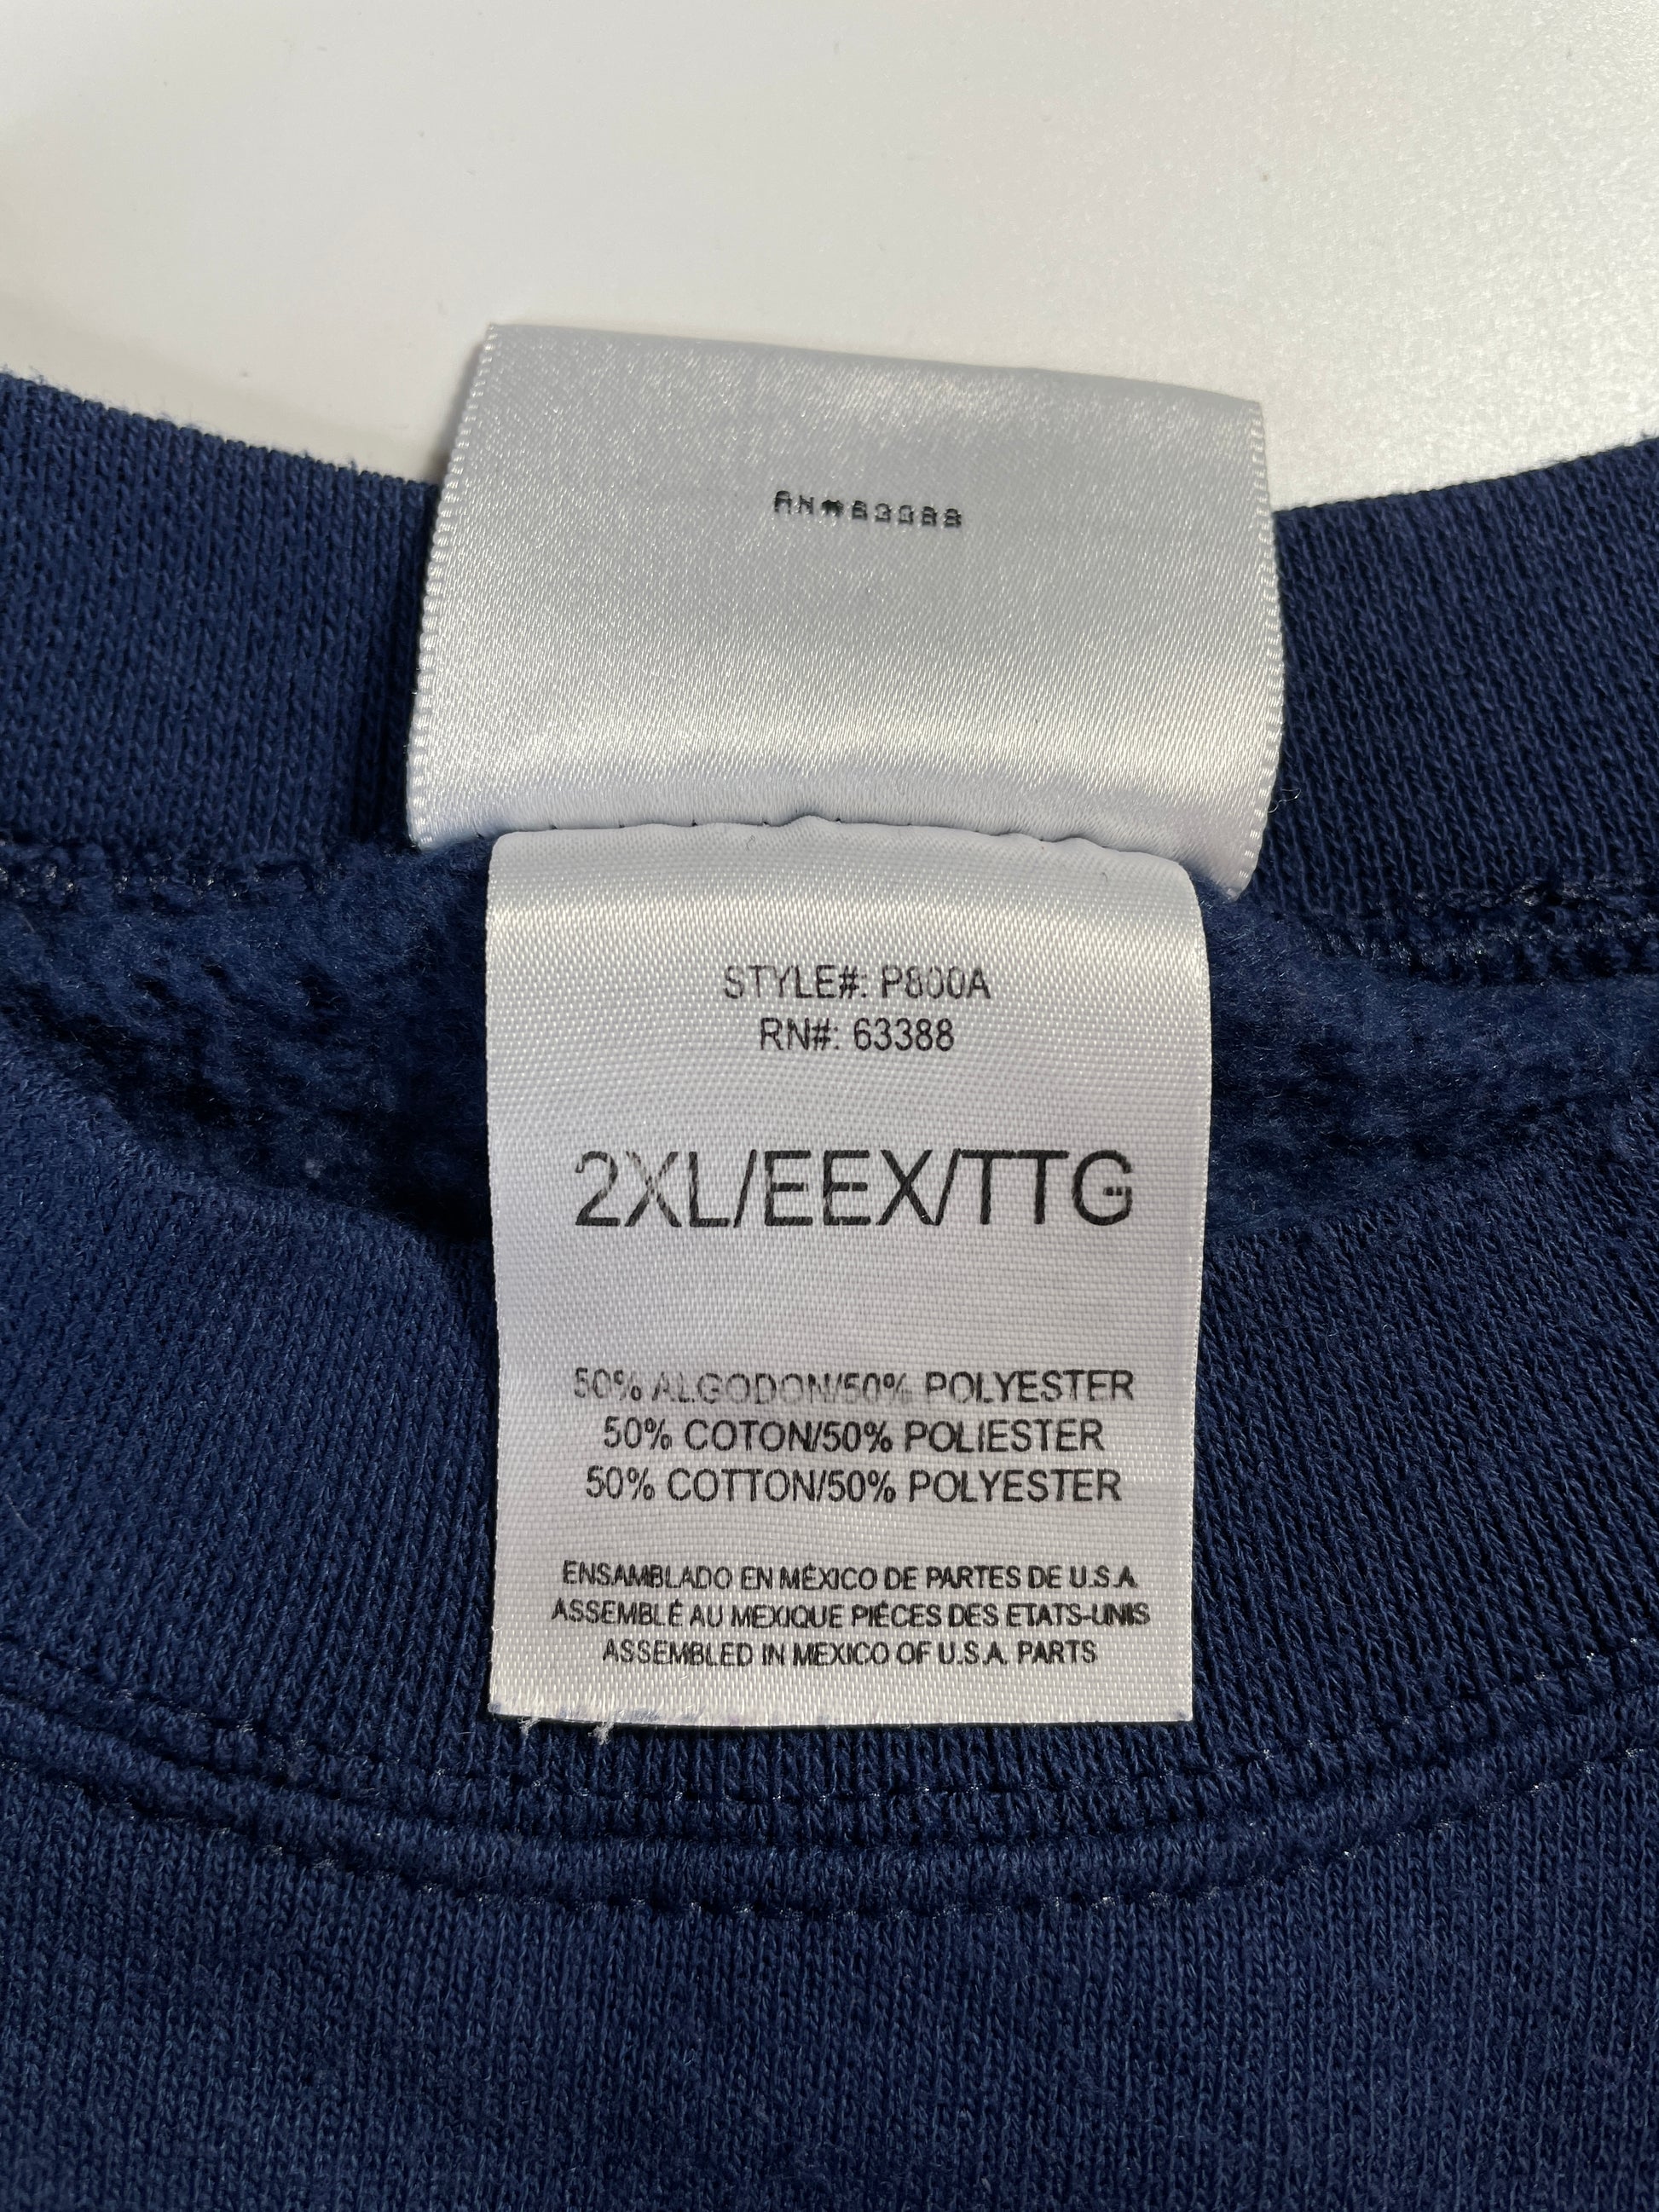 RN#63388
STYLE#: P800A
RN#: 63388
2XL/EEX/TTG
50% ALGODON/50% POLYESTER
50% COTON/50% POLIESTER
50% COTTON/50% POLYESTER
ENSAMBLADO EN MÉXICO DE PARTES DE U.S.A
ASSEMBLÉ AU MEXIQUE PIÉCES DES ETATS-UNIS
ASSEMBLED IN MEXICO OF U.S.A. PARTS